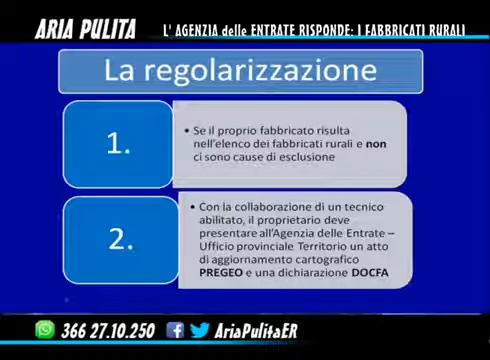 ARIA PULITA
L' AGENZIA delle ENTRATE RISPONDE: I FABBRICATI RURALI
La regolarizzazione
1.
• Se il proprio fabbricato risulta
nell'elenco dei fabbricati rurali e non
ci sono cause di esclusione
2.
• Con la collaborazione di un tecnico
abilitato, il proprietario deve
presentare all'Agenzia delle Entrate –
Ufficio provinciale Territorio un atto
di aggiornamento cartografico
PREGEO e una dichiarazione DOCFA
366 27.10.250 AriaPulitaER